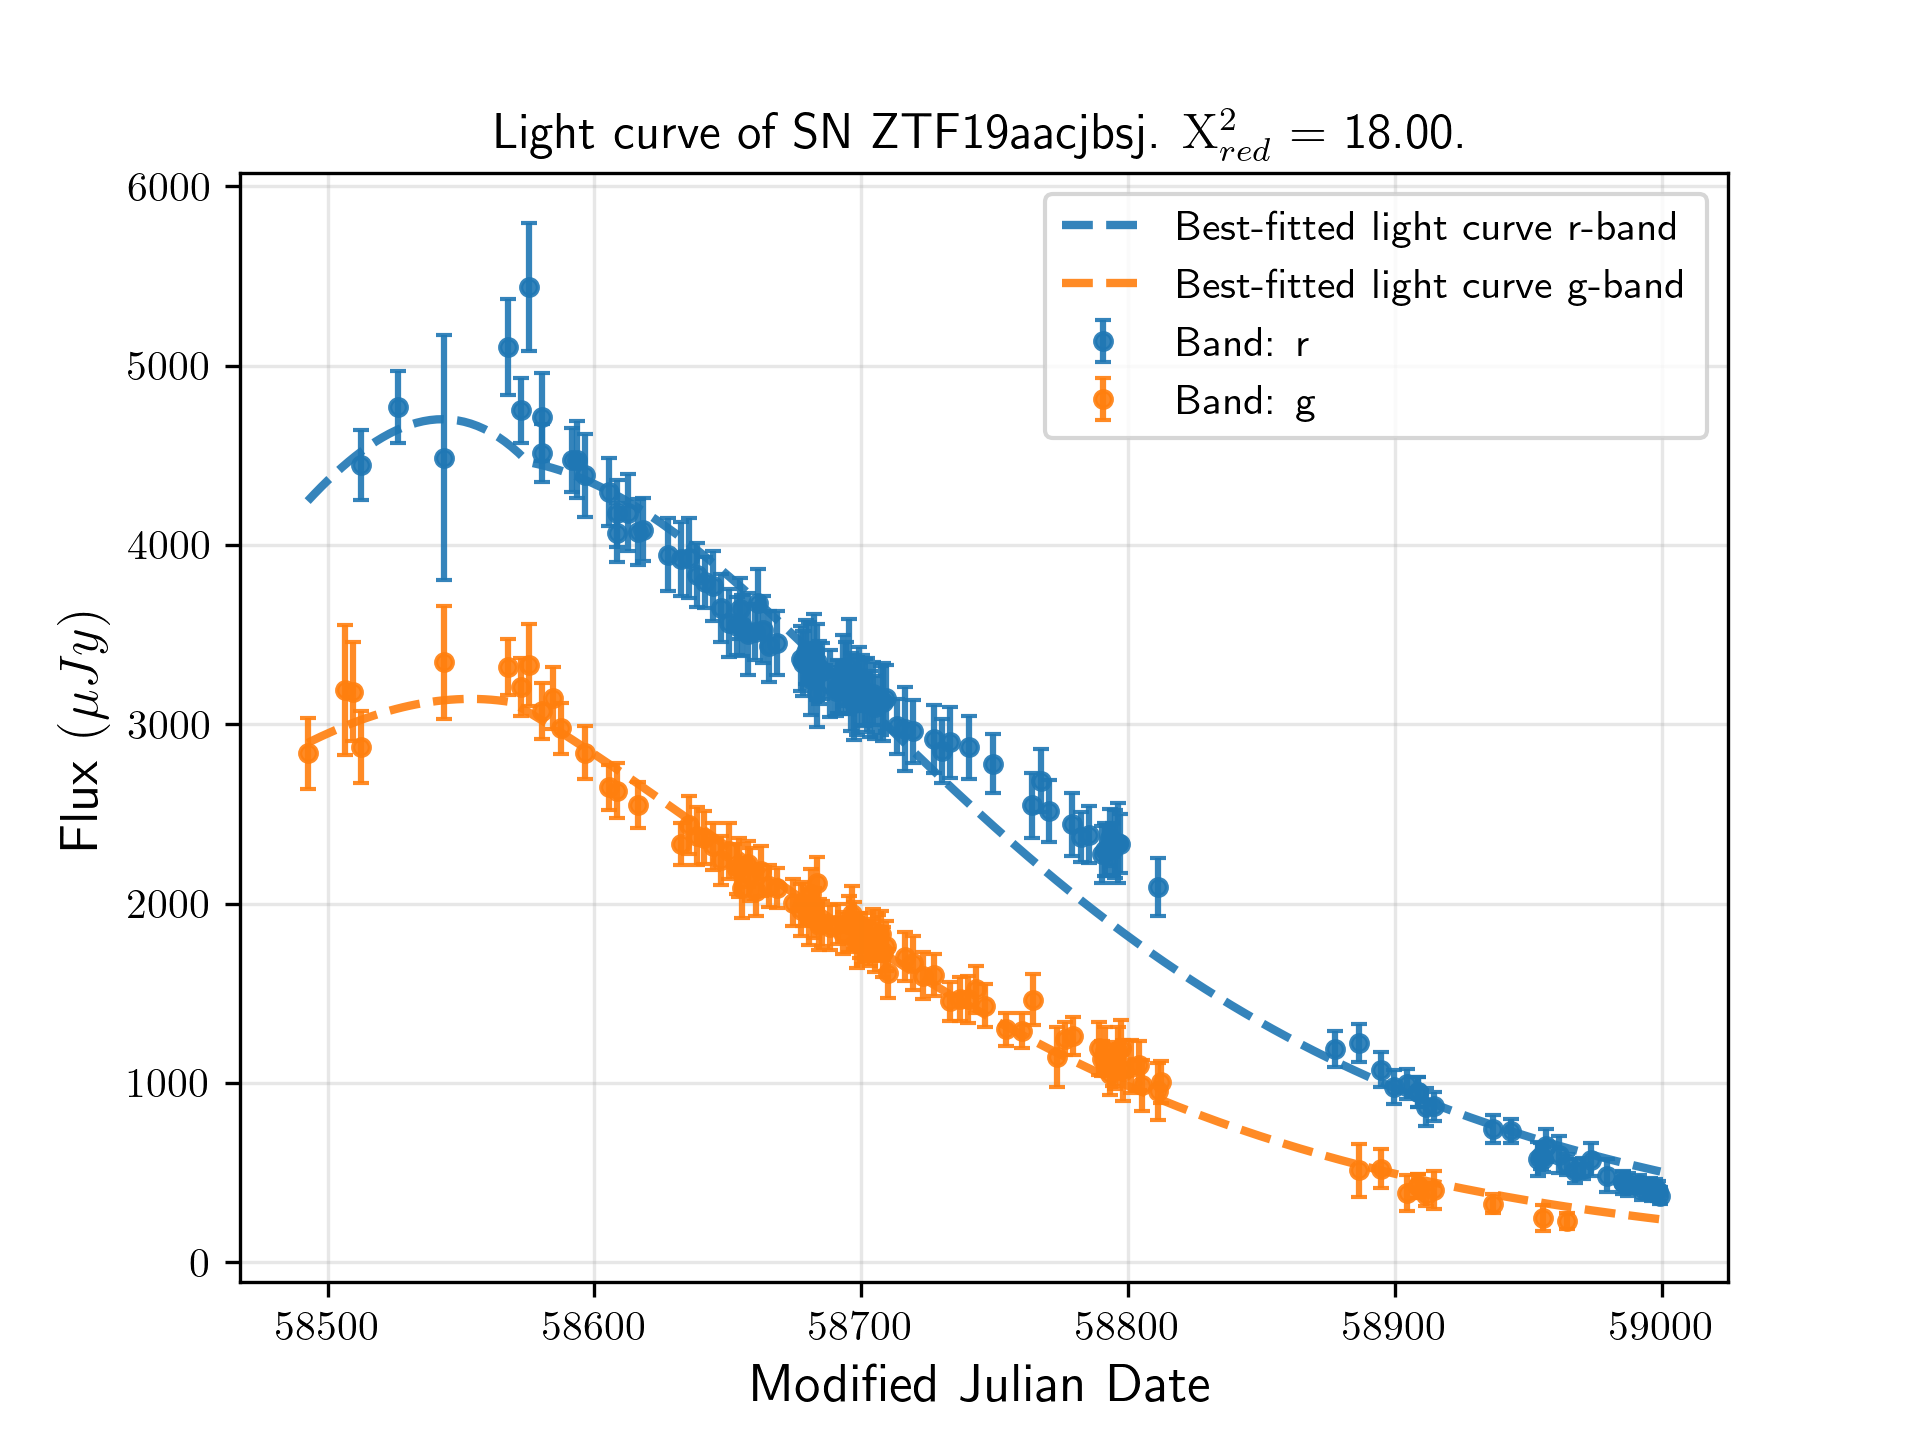 Light curve of SN ZTF19aacjbsj. X²_red = 18.00.
6000
5000
4000
3000
2000
1000
0
Flux (μJy)
Best-fitted light curve r-band
Best-fitted light curve g-band
Band: r
Band: g
58500 58600 58700 58800 58900 59000
Modified Julian Date